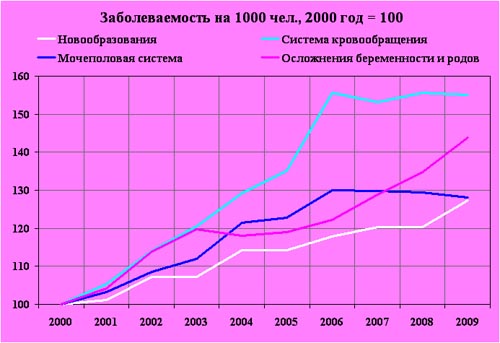 Заболеваемость на 1000 чел., 2000 год = 100
Новообразования
Система кровообращения
Мочеполовая система
Осложнения беременности и родов
160
150
140
130
120
110
100
2000 2001 2002 2003 2004 2005 2006 2007 2008 2009